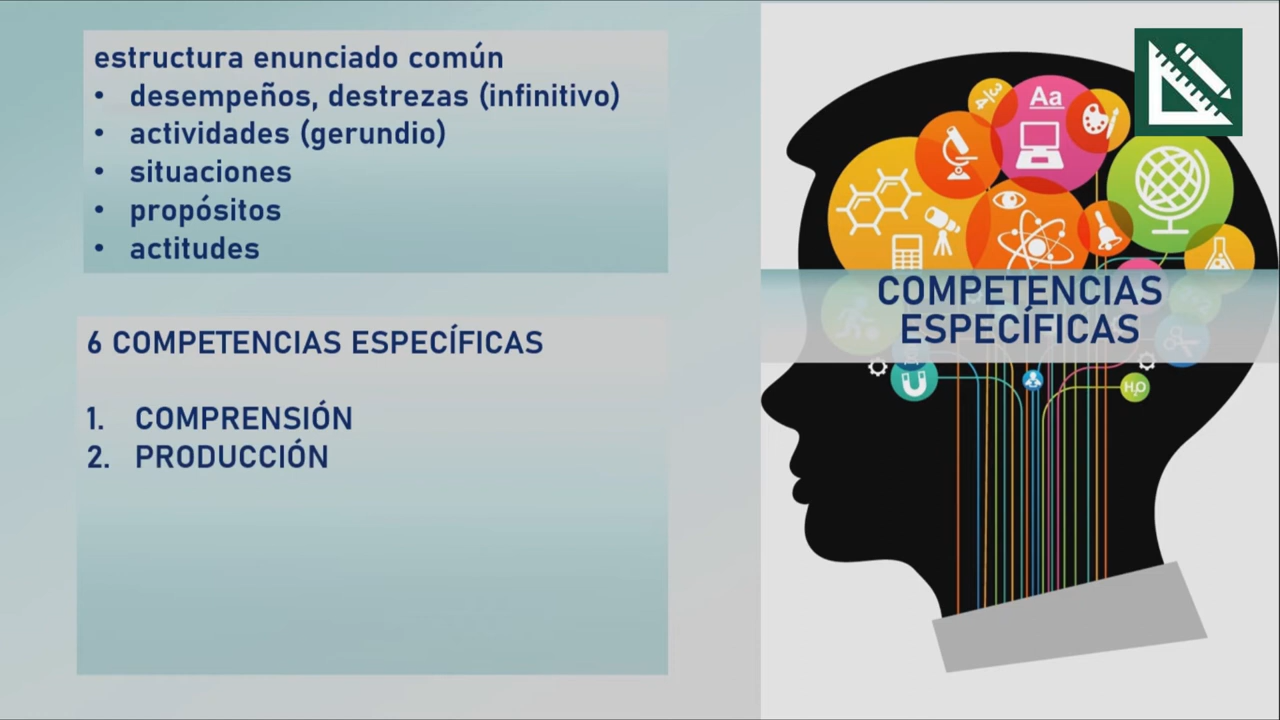 estructura enunciado común
• desempeños, destrezas (infinitivo)
• actividades (gerundio)
• situaciones
• propósitos
• actitudes
6 COMPETENCIAS ESPECÍFICAS
1. COMPRENSIÓN
2. PRODUCCIÓN
Aa
COMPETENCIAS
ESPECÍFICAS
H₂O